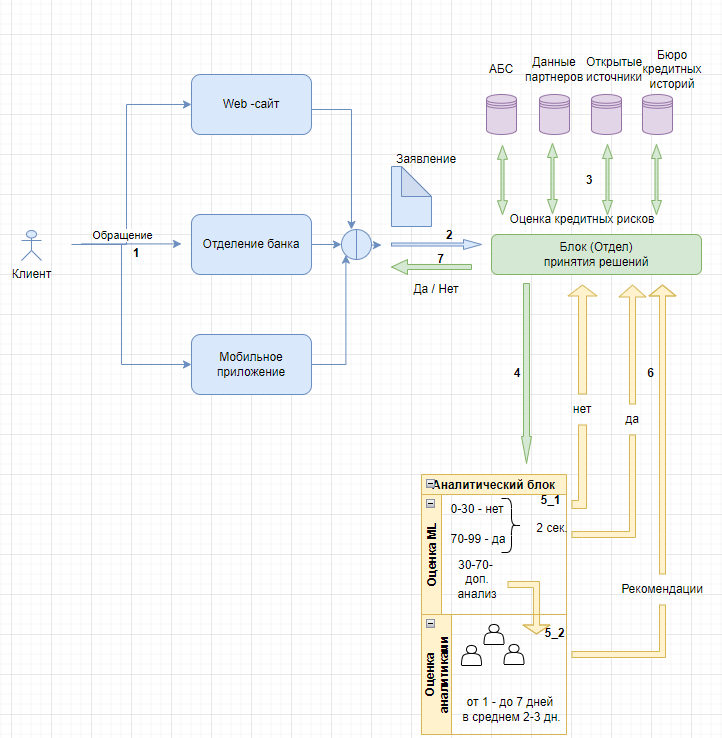 АБС
Данные
партнеров
Открытые
источники
Бюро
кредитных
историй
Web -сайт
Заявление
3
Оценка кредитных рисков
Обращение
1
Клиент
Отделение банка
2
7
Да / Нет
Блок (Отдел)
принятия решений
Мобильное
приложение
4
6
нет
да
Аналитический блок
5_1
Оценка ML
0-30 - нет
2 сек.
70-99 - да
30-70-
доп.
анализ
Рекомендации
5_2
Оценка
аналитиками
от 1 - до 7 дней
в среднем 2-3 дн.